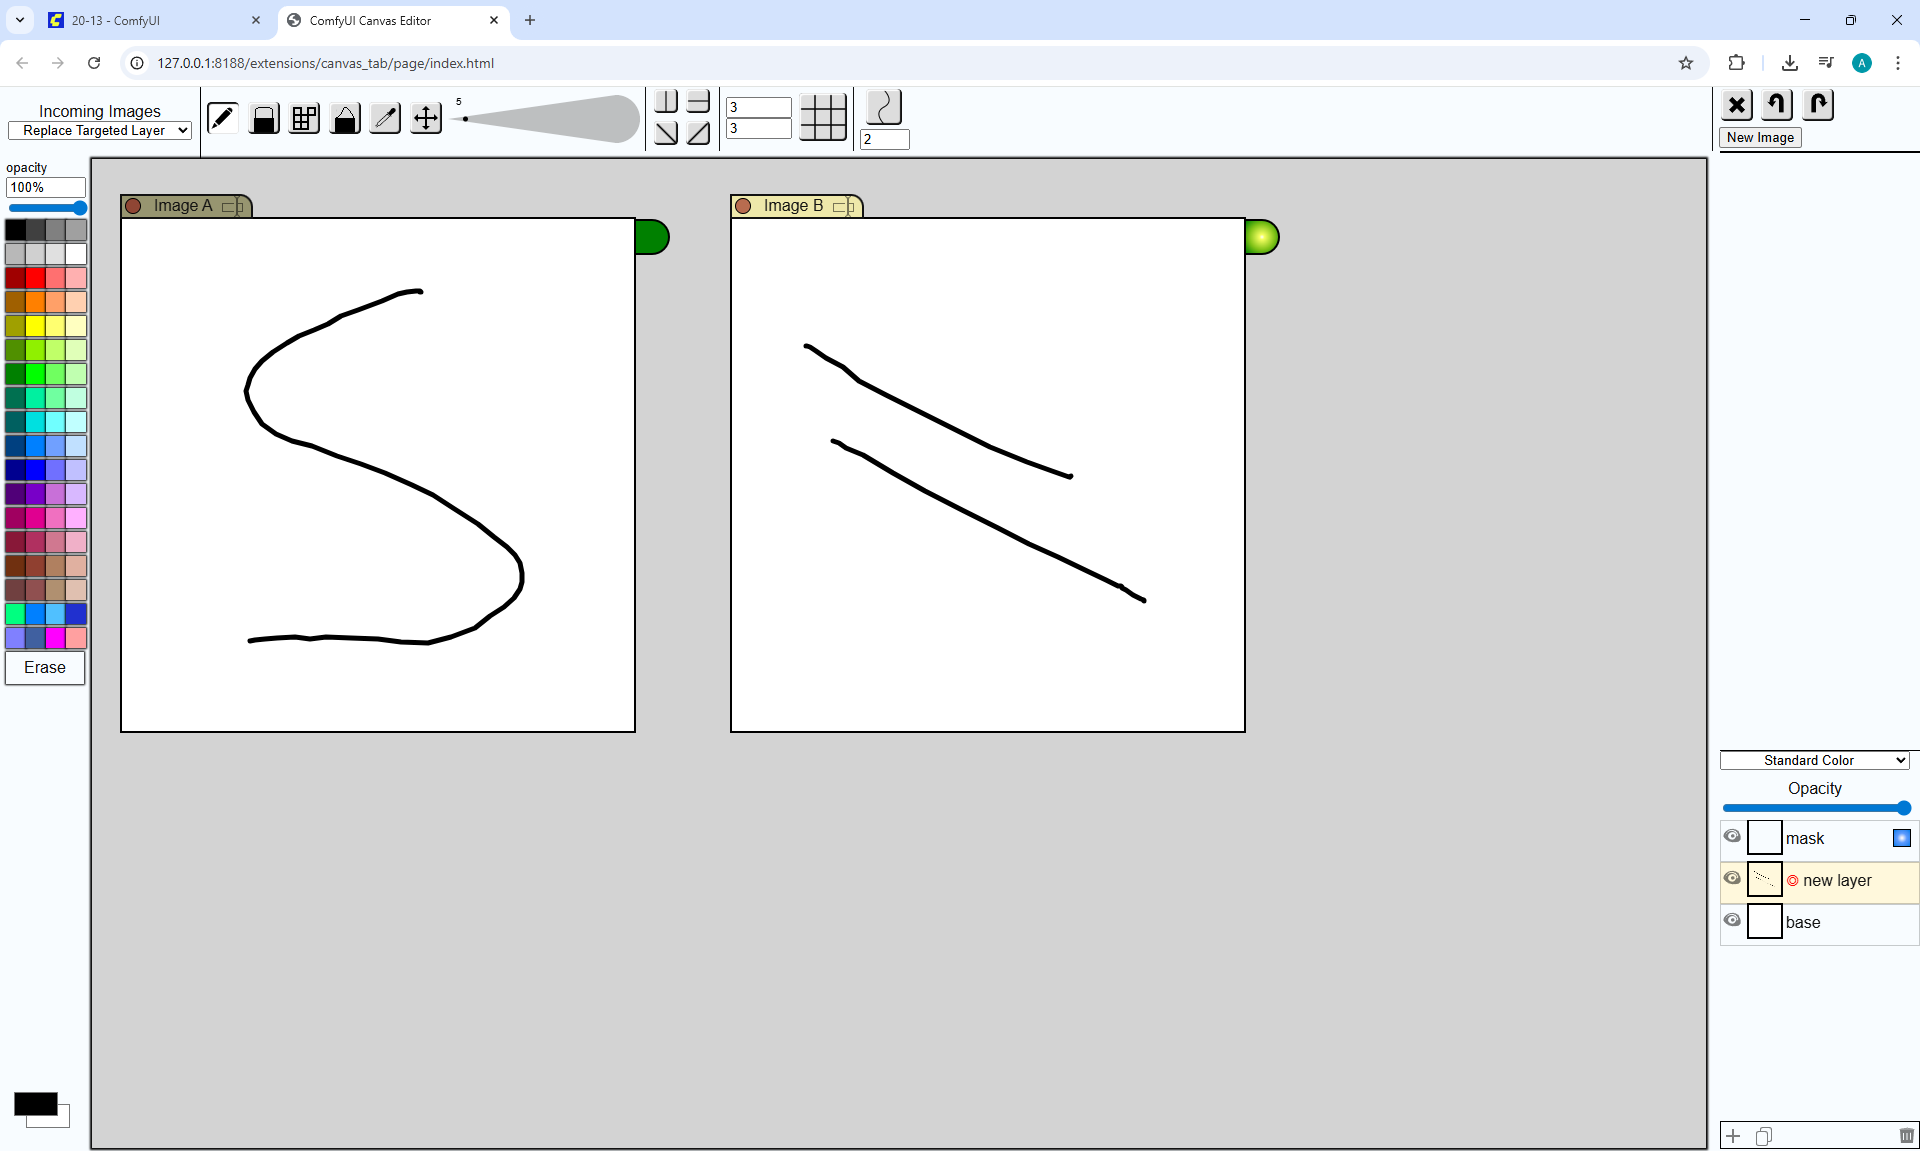 20-13 - ComfyUI
ComfyUI Canvas Editor
127.0.0.1:8188/extensions/canvas_tab/page/index.html
A
Incoming Images
Replace Targeted Layer
5
3
3
2
New Image
opacity
100%
Image A
Image B
Erase
Standard Color
Opacity
mask
new layer
base